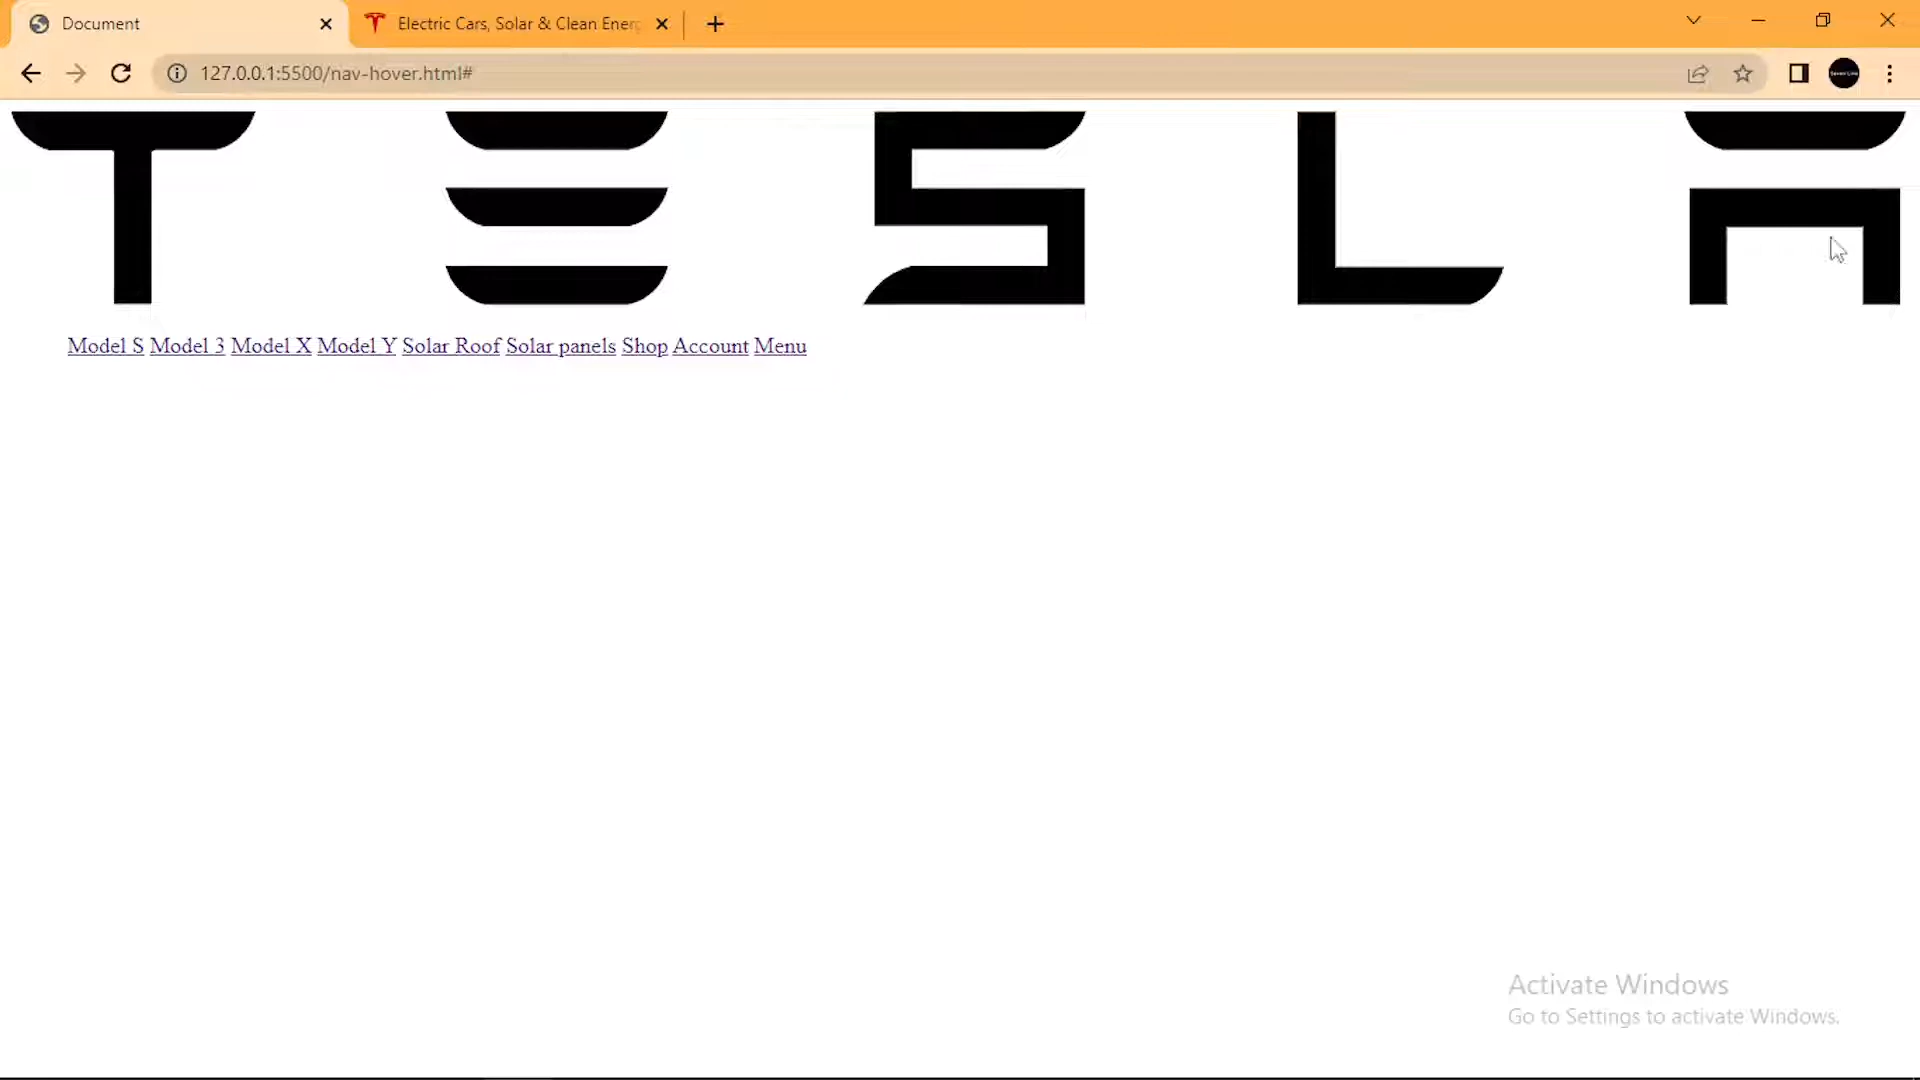 Document
Electric Cars, Solar & Clean Energ
127.0.0.1:5500/nav-hover.html#
TESLA
Model S Model 3 Model X Model Y Solar Roof Solar panels Shop Account Menu
Activate Windows
Go to Settings to activate Windows.